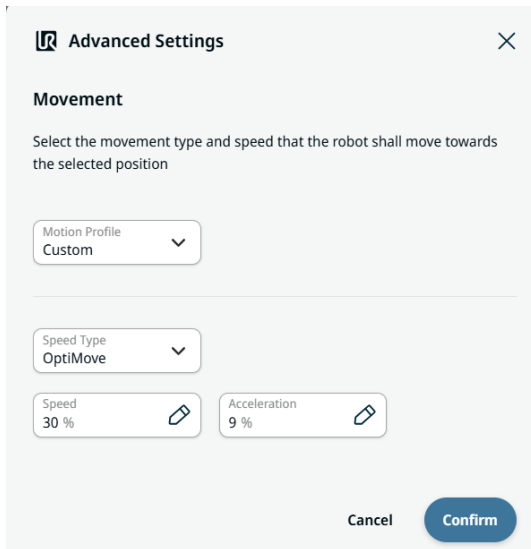 UR Advanced Settings
Movement
Select the movement type and speed that the robot shall move towards
the selected position
Motion Profile
Custom
Speed Type
OptiMove
Speed
30 %
Acceleration
9 %
Cancel
Confirm